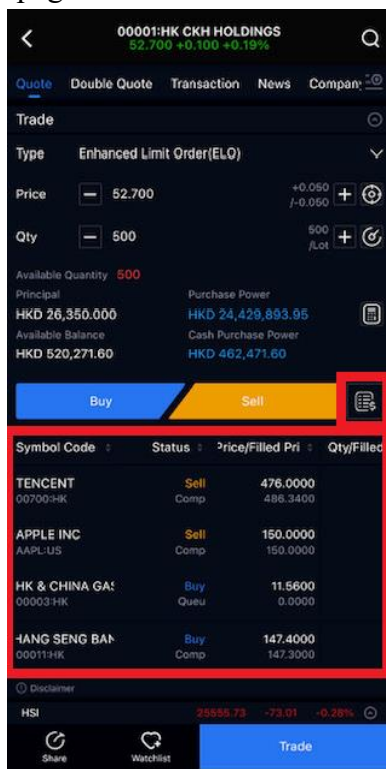 00001:HK CKH HOLDINGS
52.700 +0.100 +0.19%
Quote Double Quote Transaction News Compan
Trade
Type Enhanced Limit Order(ELO)
Price 52.700 +0.050 /-0.050
Qty 500 500 /Lot
Available Quantity 500
Principal Purchase Power
HKD 26,350.000 HKD 24,429,893.95
Available Balance Cash Purchase Power
HKD 520,271.60 HKD 462,471.60
Buy Sell
Symbol Code Status Price/Filled Pri Qty/Filled
TENCENT Sell 476.0000
00700:HK Comp 486.3400
APPLE INC Sell 150.0000
AAPL:US Comp 150.0000
HK & CHINA GAS Buy 11.5600
00003:HK Queu 0.0000
HANG SENG BAN Buy 147.4000
00011:HK Comp 147.3000
Disclaimer
HSI 25555.73 -73.01 -0.28%
Share Watchlist Trade